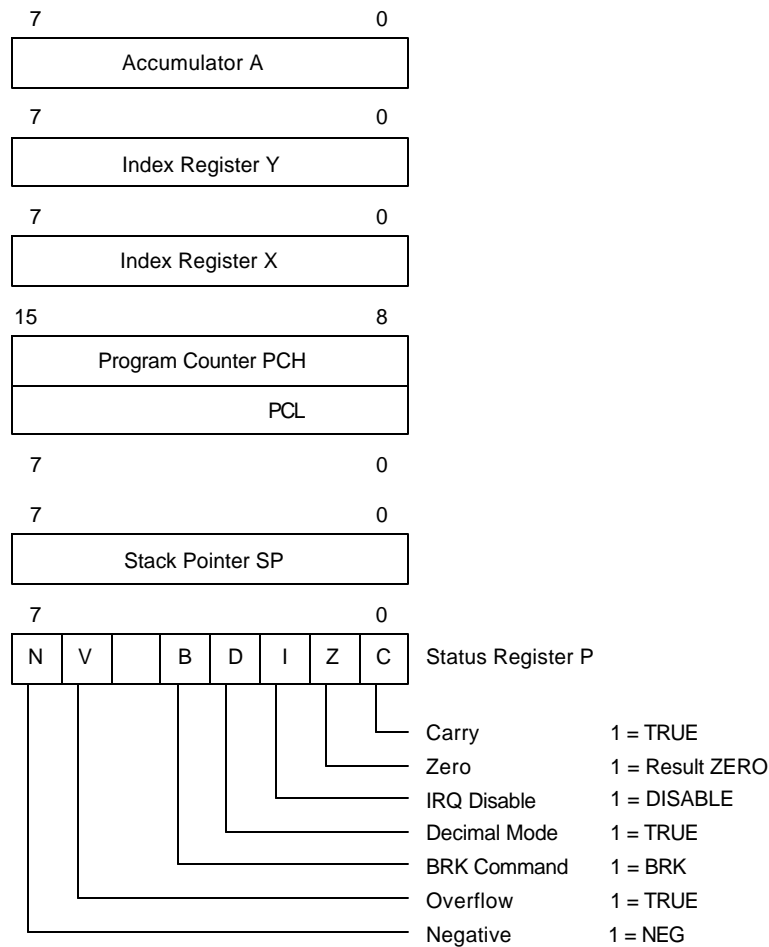 7 0
Accumulator A
7 0
Index Register Y
7 0
Index Register X
15 8
Program Counter PCH
PCL
7 0
7 0
Stack Pointer SP
7 0
N V B D I Z C Status Register P
Carry 1 = TRUE
Zero 1 = Result ZERO
IRQ Disable 1 = DISABLE
Decimal Mode 1 = TRUE
BRK Command 1 = BRK
Overflow 1 = TRUE
Negative 1 = NEG